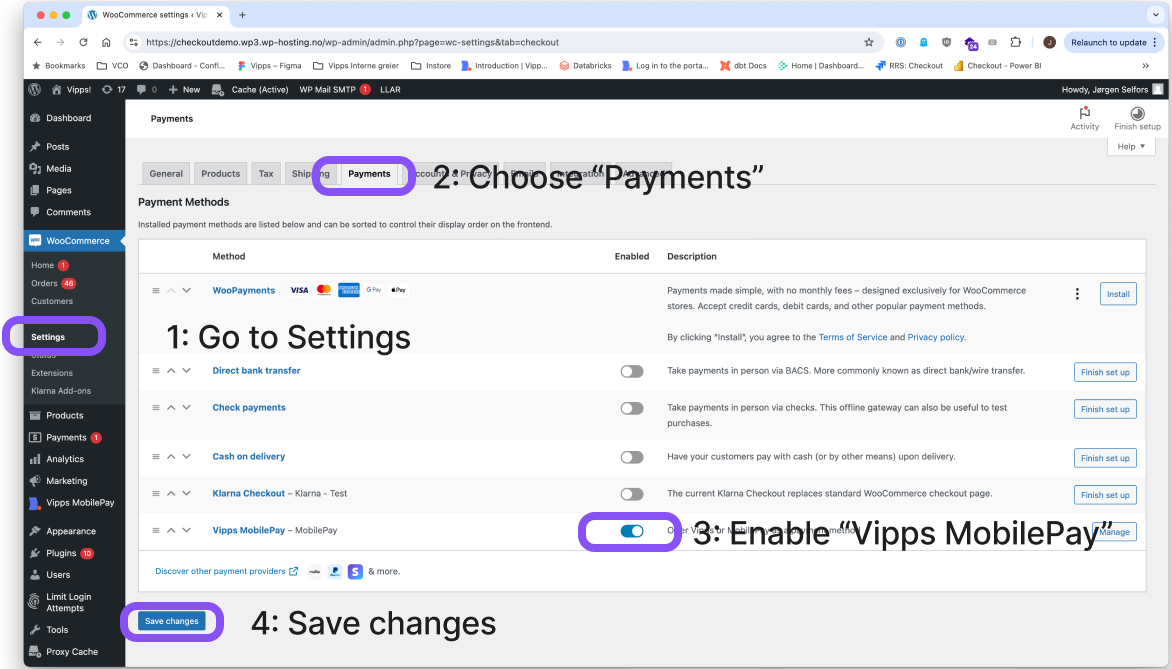 WooCommerce settings ‹ Vip
https://checkoutdemo.wp3.wp-hosting.no/wp-admin/admin.php?page=wc-settings&tab=checkout
24
Relaunch to update
Bookmarks VCO Dashboard - Confl... Vipps – Figma Vipps Interne greier Instore Introduction | Vipp... Databricks Log in to the porta... dbt Docs Home | Dashboard... RRS: Checkout Checkout - Power BI
Vipps! 17 0 New Cache (Active) WP Mail SMTP 1 LLAR Howdy, Jørgen Selfors
Dashboard
Payments
Activity Finish setup
Help
Posts
Media
Pages
Comments
WooCommerce
Home 1
Orders 46
Customers
Settings
Status
Extensions
Klarna Add-ons
Products
Payments 1
Analytics
Marketing
Vipps MobilePay
Appearance
Plugins 10
Users
Limit Login
Attempts
Tools
Proxy Cache
General Products Tax Shipping Payments Accounts & Privacy Emails Integration Advanced
2: Choose “Payments”
Payment Methods
Installed payment methods are listed below and can be sorted to control their display order on the frontend.
Method Enabled Description
WooPayments VISA G Pay Pay Payments made simple, with no monthly fees – designed exclusively for WooCommerce
stores. Accept credit cards, debit cards, and other popular payment methods.
Install
By clicking “Install”, you agree to the Terms of Service and Privacy policy.
1: Go to Settings
Direct bank transfer Take payments in person via BACS. More commonly known as direct bank/wire transfer. Finish set up
Check payments Take payments in person via checks. This offline gateway can also be useful to test
purchases.
Finish set up
Cash on delivery Have your customers pay with cash (or by other means) upon delivery. Finish set up
Klarna Checkout – Klarna - Test The current Klarna Checkout replaces standard WooCommerce checkout page. Finish set up
Vipps MobilePay – MobilePay Offer Vipps or MobilePay as a payment method Manage
3: Enable “Vipps MobilePay”
Discover other payment providers & more.
Save changes
4: Save changes